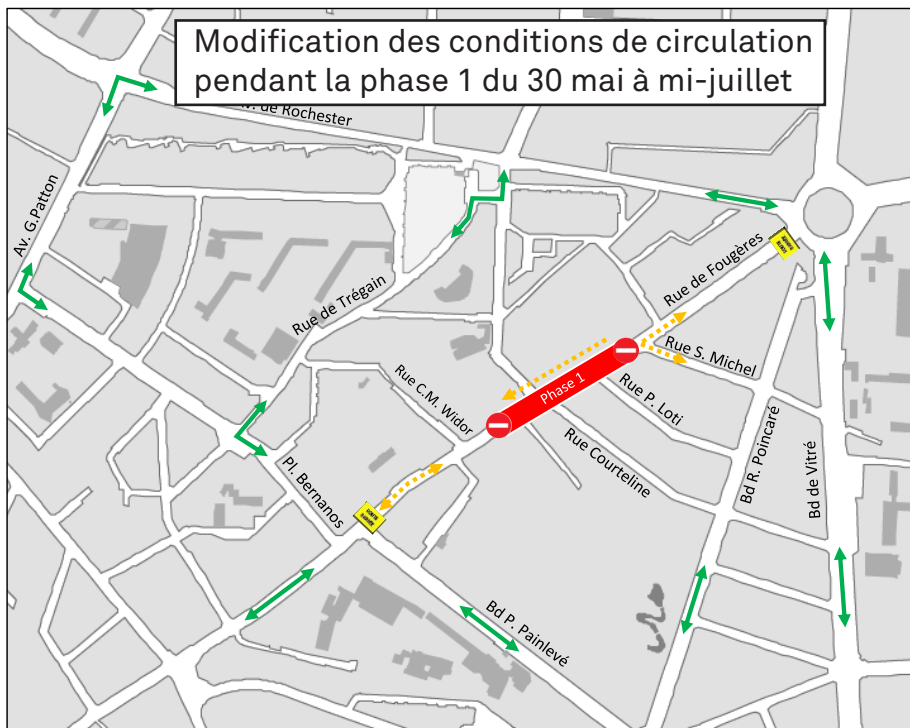 Modification des conditions de circulation
pendant la phase 1 du 30 mai à mi-juillet
de Rochester
Av. G.Patton
Rue de Trégain
Rue de Fougères
Rue S. Michel
Phase 1
Rue C.M. Widor
Rue P. Loti
Rue Courteline
Bd R. Poincaré
Bd de Vitré
Pl. Bernanos
Bd P. Painlevé